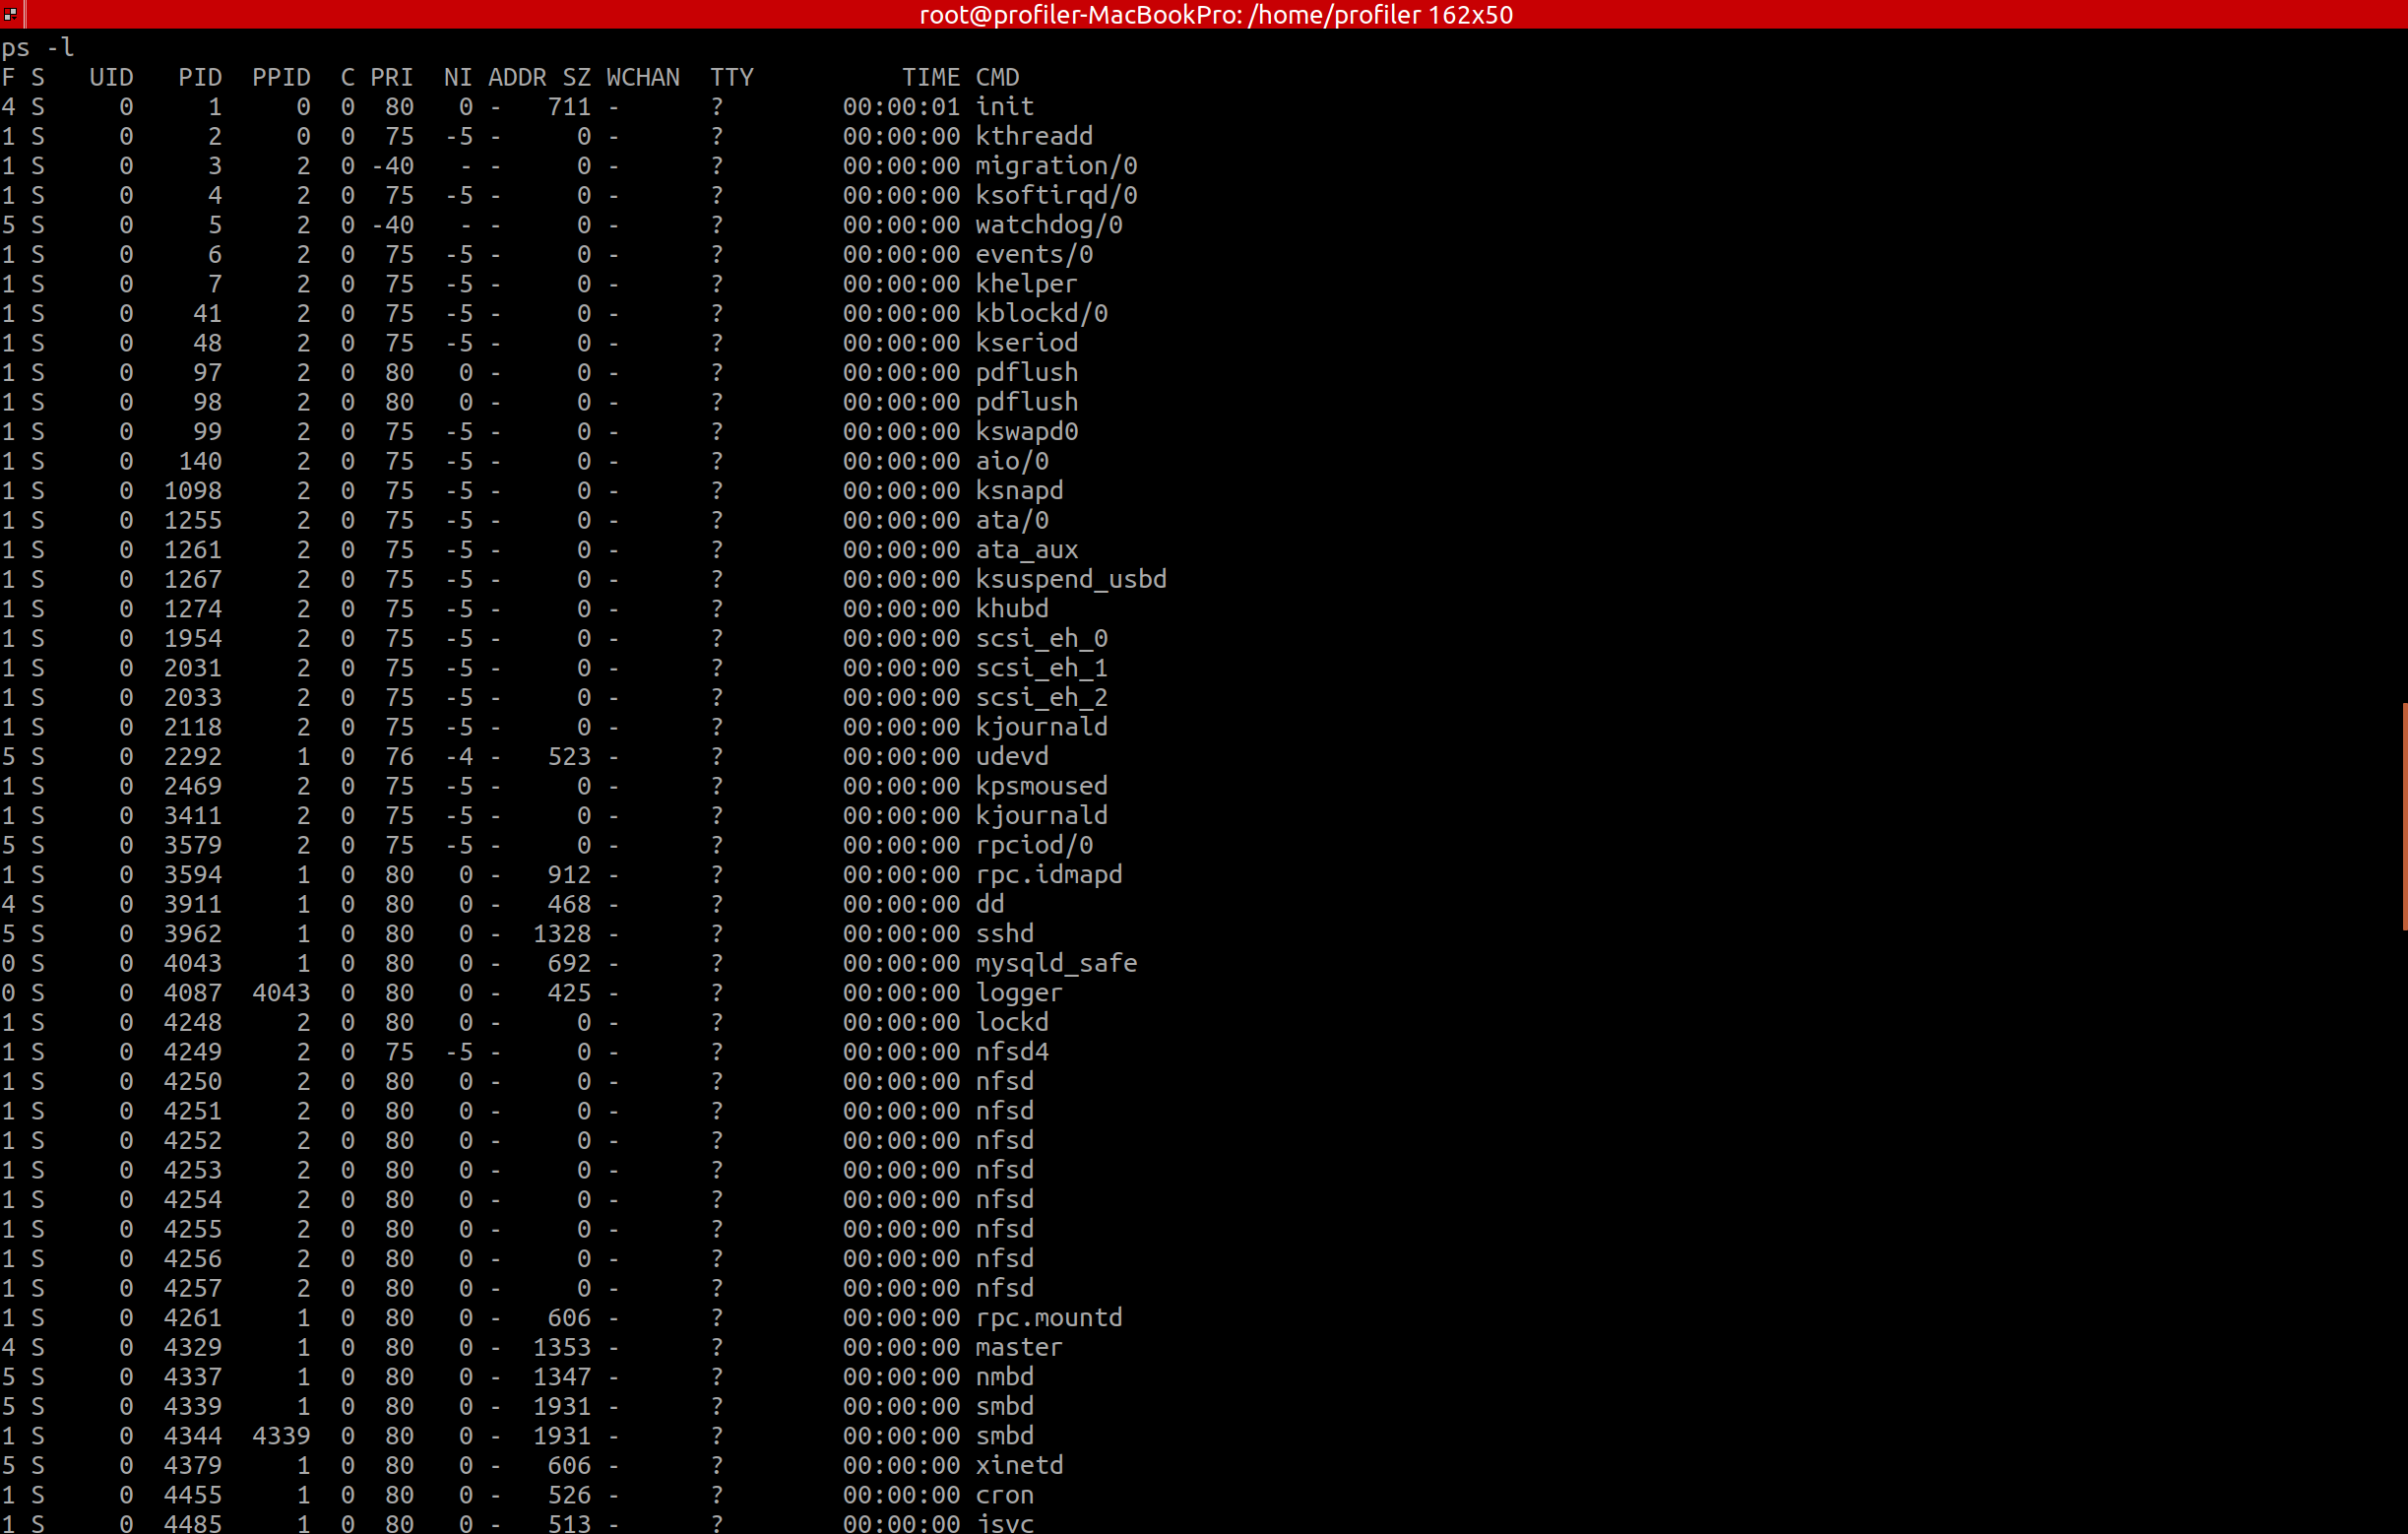 root@profiler-MacBookPro: /home/profiler 162x50
ps -l
F S   UID   PID  PPID  C PRI  NI ADDR SZ WCHAN  TTY          TIME CMD
4 S     0     1     0  0  80   0 -   711 -      ?        00:00:01 init
1 S     0     2     0  0  75  -5 -     0 -      ?        00:00:00 kthreadd
1 S     0     3     2  0 -40   - -     0 -      ?        00:00:00 migration/0
1 S     0     4     2  0  75  -5 -     0 -      ?        00:00:00 ksoftirqd/0
5 S     0     5     2  0 -40   - -     0 -      ?        00:00:00 watchdog/0
1 S     0     6     2  0  75  -5 -     0 -      ?        00:00:00 events/0
1 S     0     7     2  0  75  -5 -     0 -      ?        00:00:00 khelper
1 S     0    41     2  0  75  -5 -     0 -      ?        00:00:00 kblockd/0
1 S     0    48     2  0  75  -5 -     0 -      ?        00:00:00 kseriod
1 S     0    97     2  0  80   0 -     0 -      ?        00:00:00 pdflush
1 S     0    98     2  0  80   0 -     0 -      ?        00:00:00 pdflush
1 S     0    99     2  0  75  -5 -     0 -      ?        00:00:00 kswapd0
1 S     0   140     2  0  75  -5 -     0 -      ?        00:00:00 aio/0
1 S     0  1098     2  0  75  -5 -     0 -      ?        00:00:00 ksnapd
1 S     0  1255     2  0  75  -5 -     0 -      ?        00:00:00 ata/0
1 S     0  1261     2  0  75  -5 -     0 -      ?        00:00:00 ata_aux
1 S     0  1267     2  0  75  -5 -     0 -      ?        00:00:00 ksuspend_usbd
1 S     0  1274     2  0  75  -5 -     0 -      ?        00:00:00 khubd
1 S     0  1954     2  0  75  -5 -     0 -      ?        00:00:00 scsi_eh_0
1 S     0  2031     2  0  75  -5 -     0 -      ?        00:00:00 scsi_eh_1
1 S     0  2033     2  0  75  -5 -     0 -      ?        00:00:00 scsi_eh_2
1 S     0  2118     2  0  75  -5 -     0 -      ?        00:00:00 kjournald
5 S     0  2292     1  0  76  -4 -   523 -      ?        00:00:00 udevd
1 S     0  2469     2  0  75  -5 -     0 -      ?        00:00:00 kpsmoused
1 S     0  3411     2  0  75  -5 -     0 -      ?        00:00:00 kjournald
5 S     0  3579     2  0  75  -5 -     0 -      ?        00:00:00 rpciod/0
1 S     0  3594     1  0  80   0 -   912 -      ?        00:00:00 rpc.idmapd
4 S     0  3911     1  0  80   0 -   468 -      ?        00:00:00 dd
5 S     0  3962     1  0  80   0 -  1328 -      ?        00:00:00 sshd
0 S     0  4043     1  0  80   0 -   692 -      ?        00:00:00 mysqld_safe
0 S     0  4087  4043  0  80   0 -   425 -      ?        00:00:00 logger
1 S     0  4248     2  0  80   0 -     0 -      ?        00:00:00 lockd
1 S     0  4249     2  0  75  -5 -     0 -      ?        00:00:00 nfsd4
1 S     0  4250     2  0  80   0 -     0 -      ?        00:00:00 nfsd
1 S     0  4251     2  0  80   0 -     0 -      ?        00:00:00 nfsd
1 S     0  4252     2  0  80   0 -     0 -      ?        00:00:00 nfsd
1 S     0  4253     2  0  80   0 -     0 -      ?        00:00:00 nfsd
1 S     0  4254     2  0  80   0 -     0 -      ?        00:00:00 nfsd
1 S     0  4255     2  0  80   0 -     0 -      ?        00:00:00 nfsd
1 S     0  4256     2  0  80   0 -     0 -      ?        00:00:00 nfsd
1 S     0  4257     2  0  80   0 -     0 -      ?        00:00:00 nfsd
1 S     0  4261     1  0  80   0 -   606 -      ?        00:00:00 rpc.mountd
4 S     0  4329     1  0  80   0 -  1353 -      ?        00:00:00 master
5 S     0  4337     1  0  80   0 -  1347 -      ?        00:00:00 nmbd
5 S     0  4339     1  0  80   0 -  1931 -      ?        00:00:00 smbd
1 S     0  4344  4339  0  80   0 -  1931 -      ?        00:00:00 smbd
5 S     0  4379     1  0  80   0 -   606 -      ?        00:00:00 xinetd
1 S     0  4455     1  0  80   0 -   526 -      ?        00:00:00 cron
1 S     0  4485     1  0  80   0 -   513 -      ?        00:00:00 jsvc